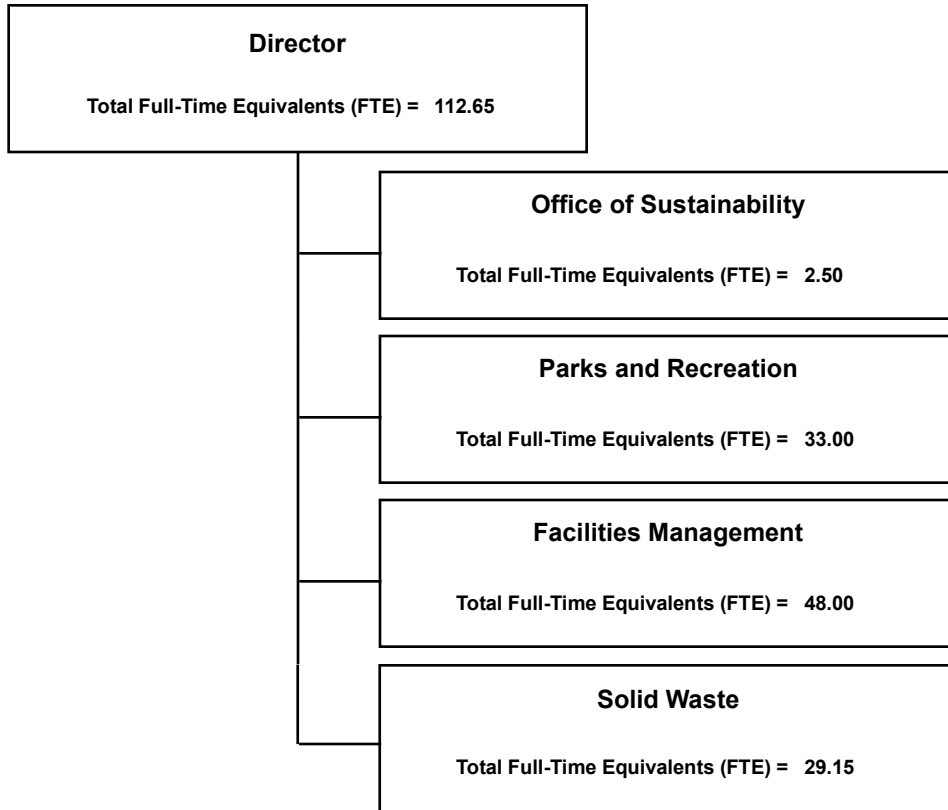 Director
Total Full-Time Equivalents (FTE) = 112.65
Office of Sustainability
Total Full-Time Equivalents (FTE) = 2.50
Parks and Recreation
Total Full-Time Equivalents (FTE) = 33.00
Facilities Management
Total Full-Time Equivalents (FTE) = 48.00
Solid Waste
Total Full-Time Equivalents (FTE) = 29.15